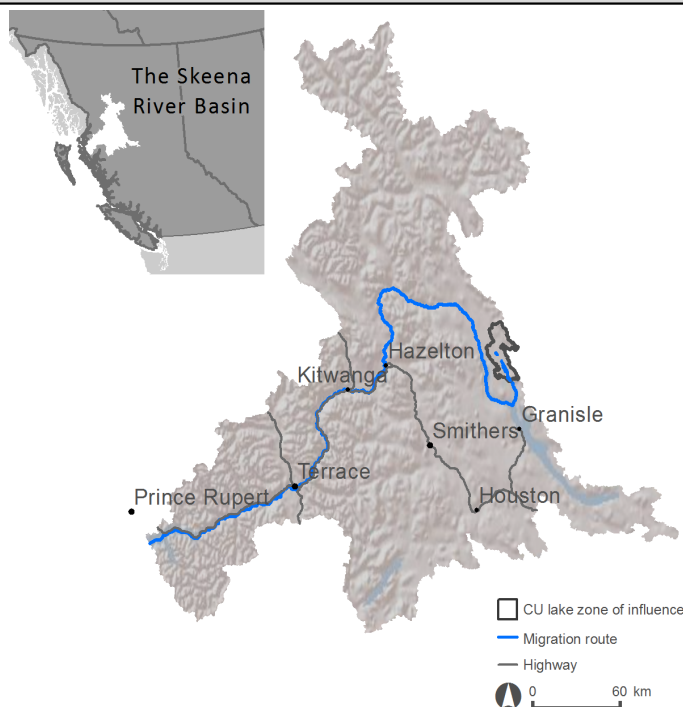 The Skeena
River Basin
Hazelton
Kitwanga
Granisle
Smithers
Terrace
Prince Rupert
Houston
CU lake zone of influence
Migration route
Highway
0 60 km